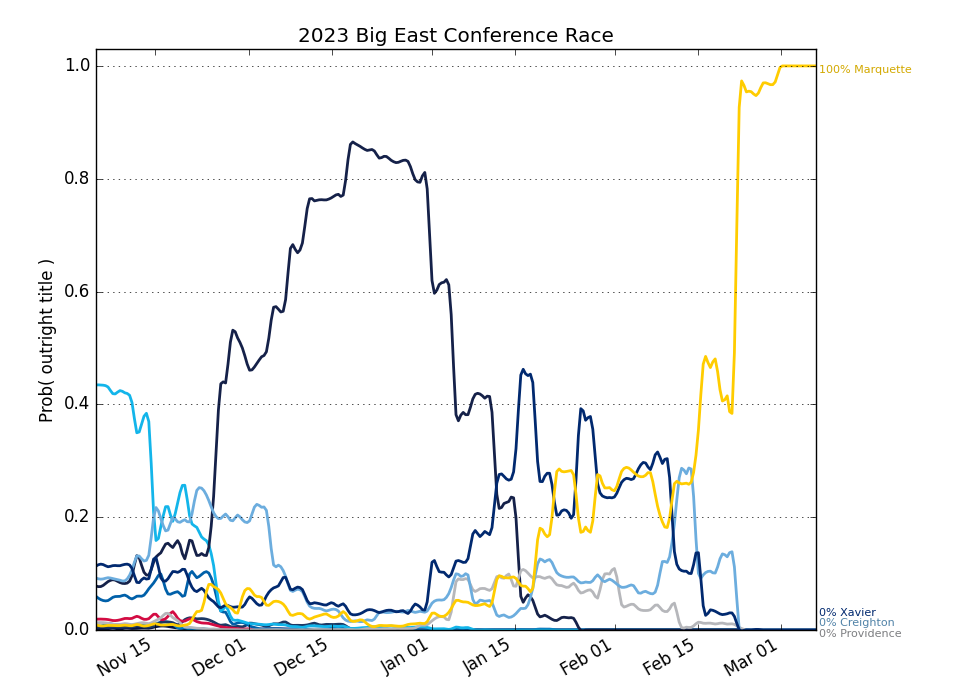 2023 Big East Conference Race
Prob( outright title )
1.0
0.8
0.6
0.4
0.2
0.0
Nov 15
Dec 01
Dec 15
Jan 01
Jan 15
Feb 01
Feb 15
Mar 01
100% Marquette
0% Xavier
0% Creighton
0% Providence